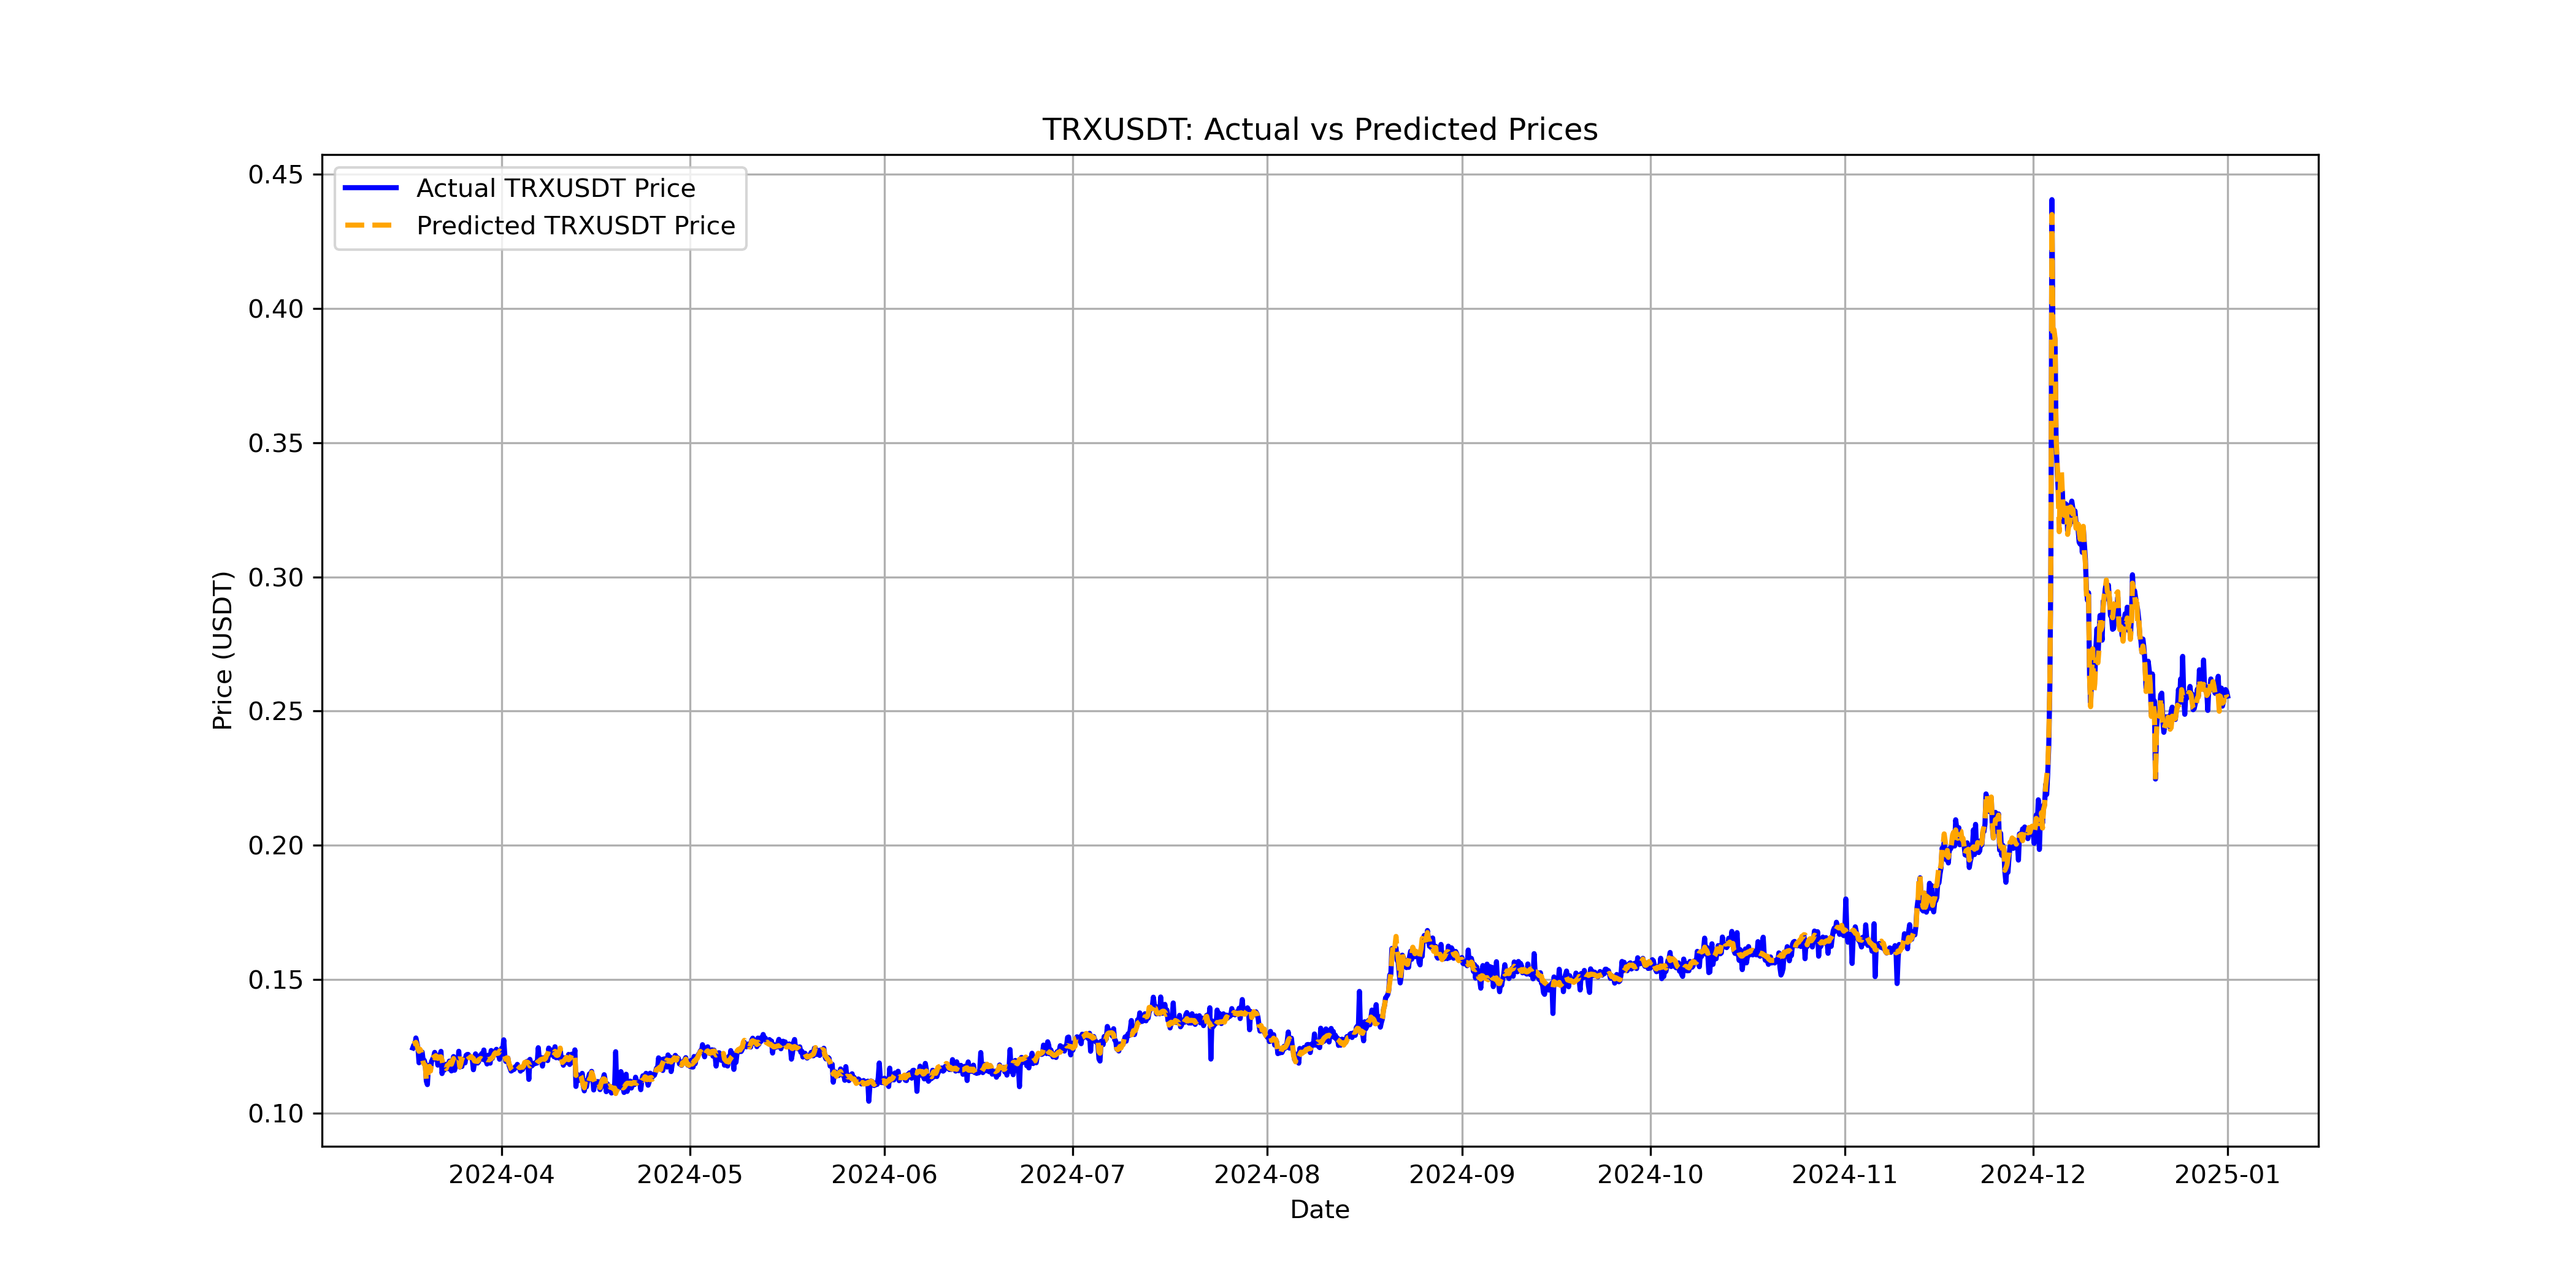 TRXUSDT: Actual vs Predicted Prices
Actual TRXUSDT Price
Predicted TRXUSDT Price
0.45
0.40
0.35
0.30
0.25
0.20
0.15
0.10
Price (USDT)
2024-04 2024-05 2024-06 2024-07 2024-08 2024-09 2024-10 2024-11 2024-12 2025-01
Date